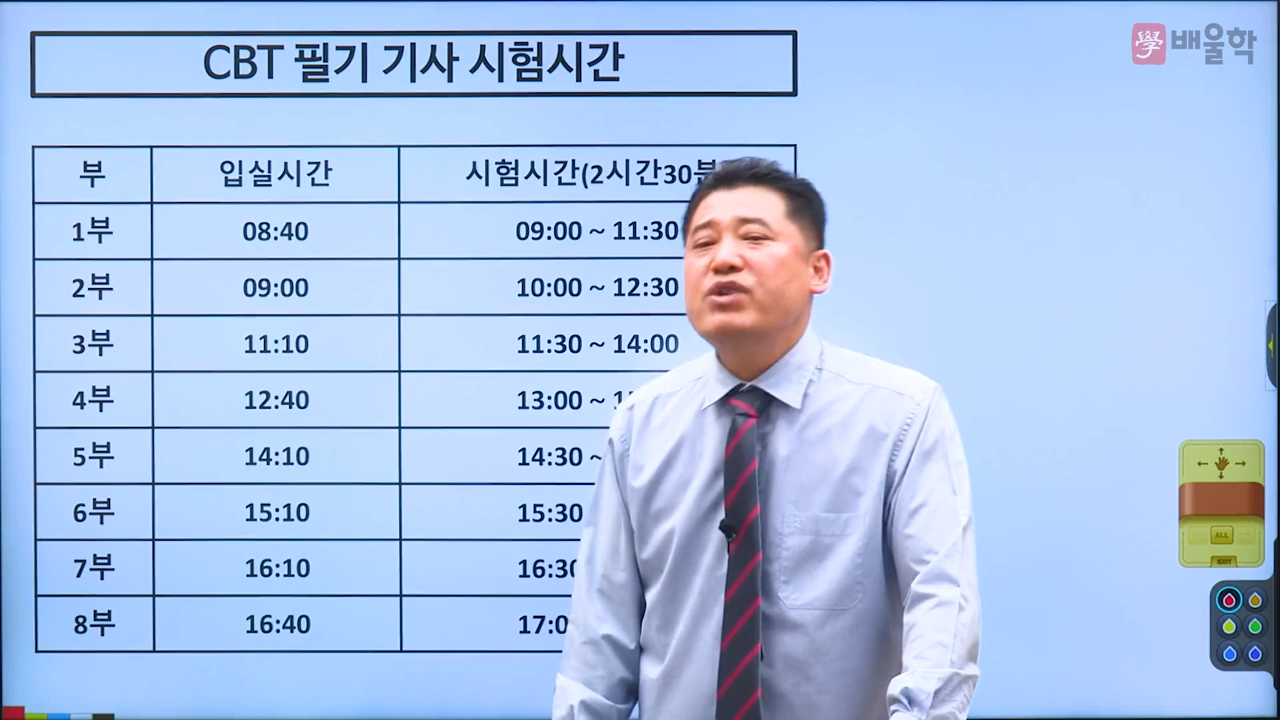 CBT 필기 기사 시험시간
學 배울학
부 입실시간 시험시간(2시간30분
1부 08:40 09:00 ~ 11:30
2부 09:00 10:00 ~ 12:30
3부 11:10 11:30 ~ 14:00
4부 12:40 13:00 ~
5부 14:10 14:30 ~
6부 15:10 15:30
7부 16:10 16:30
8부 16:40
ALL
EXIT